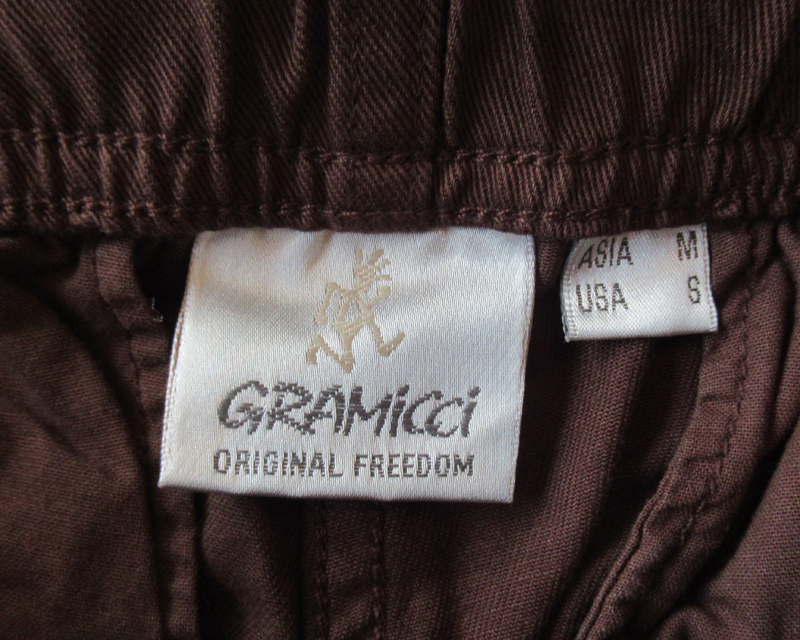 GRAMiCCi
ORIGINAL FREEDOM
ASIA M
USA S